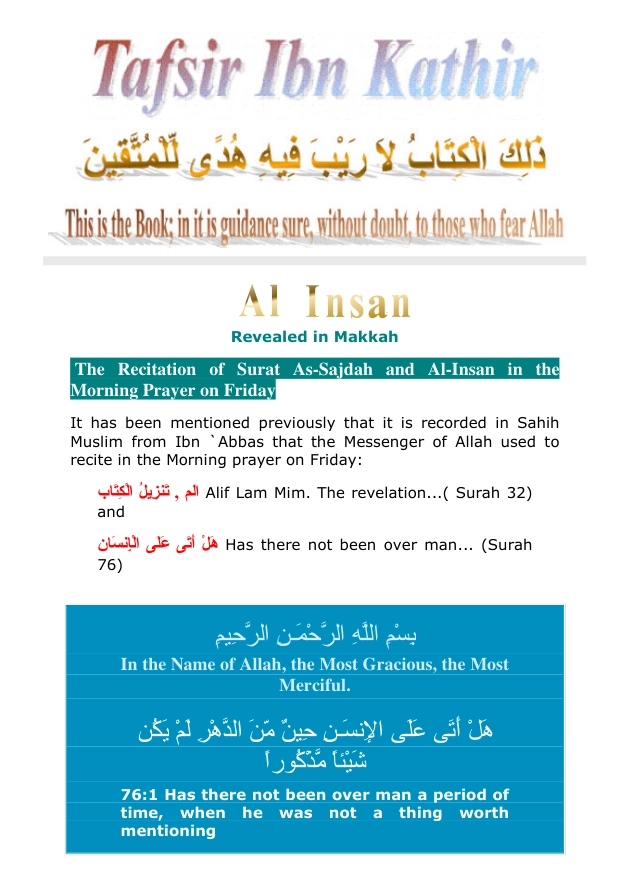 Tafsir Ibn Kathir
ذَلِكَ الْكِتَابُ لاَ رَيْبَ فِيهِ هُدًى لِّلْمُتَّقِينَ
This is the Book; in it is guidance sure, without doubt, to those who fear Allah
Al Insan
Revealed in Makkah
The Recitation of Surat As-Sajdah and Al-Insan in the
Morning Prayer on Friday
It has been mentioned previously that it is recorded in Sahih
Muslim from Ibn `Abbas that the Messenger of Allah used to
recite in the Morning prayer on Friday:
الم , تَنْزِيلُ الْكِتَابِ Alif Lam Mim. The revelation...( Surah 32)
and
هَلْ أَتَى عَلَى الْإِنسَانِ Has there not been over man... (Surah
76)
بِسْمِ اللَّهِ الرَّحْمَـنِ الرَّحِيمِ
In the Name of Allah, the Most Gracious, the Most
Merciful.
هَلْ أَتَى عَلَى الإِنسَـنِ حِينٌ مِّنَ الدَّهْرِ لَمْ يَكُن
شَيْئاً مَّذْكُوراً
76:1 Has there not been over man a period of
time, when he was not a thing worth
mentioning